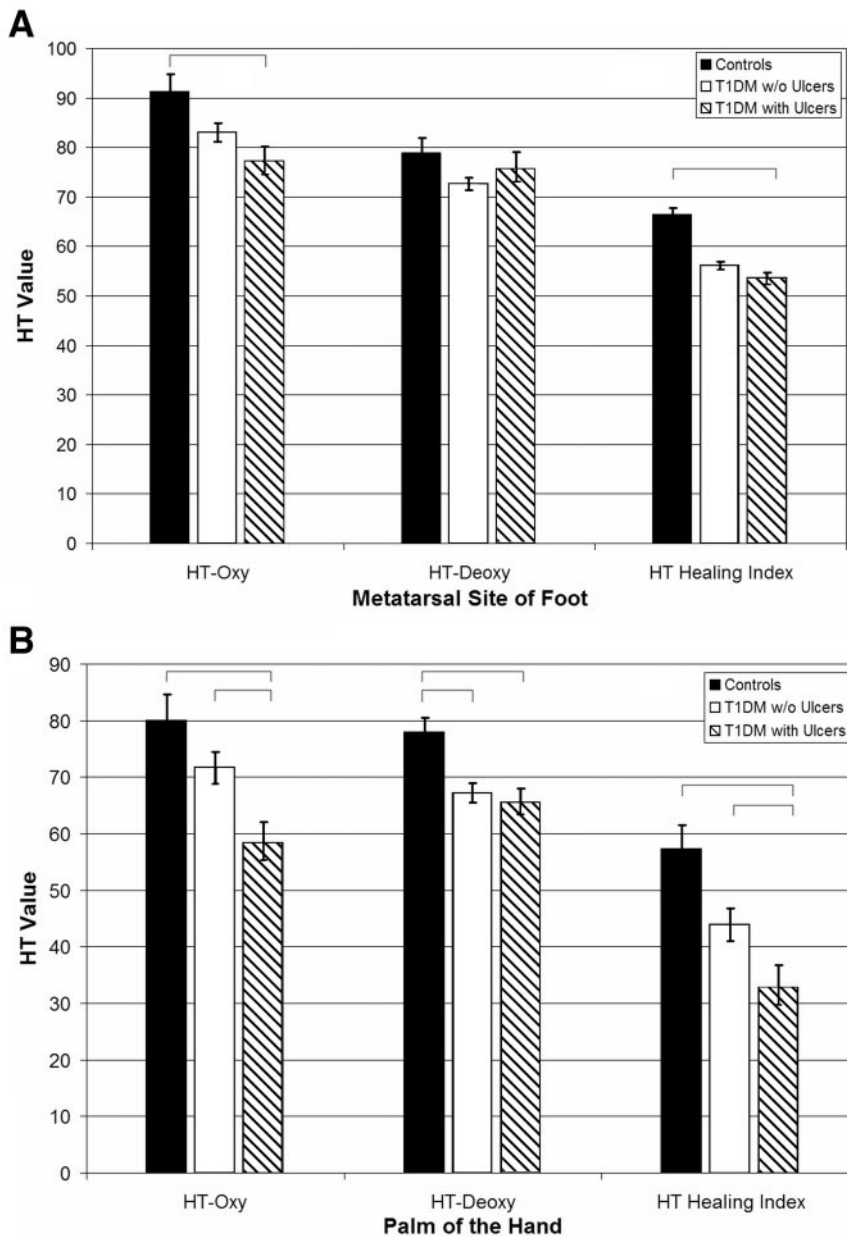 A
100
90
80
70
60
50
40
30
20
10
0
HT Value
Controls
T1DM w/o Ulcers
T1DM with Ulcers
HT-Oxy
HT-Deoxy
HT Healing Index
Metatarsal Site of Foot
B
90
80
70
60
50
40
30
20
10
0
HT Value
Controls
T1DM w/o Ulcers
T1DM with Ulcers
HT-Oxy
HT-Deoxy
HT Healing Index
Palm of the Hand